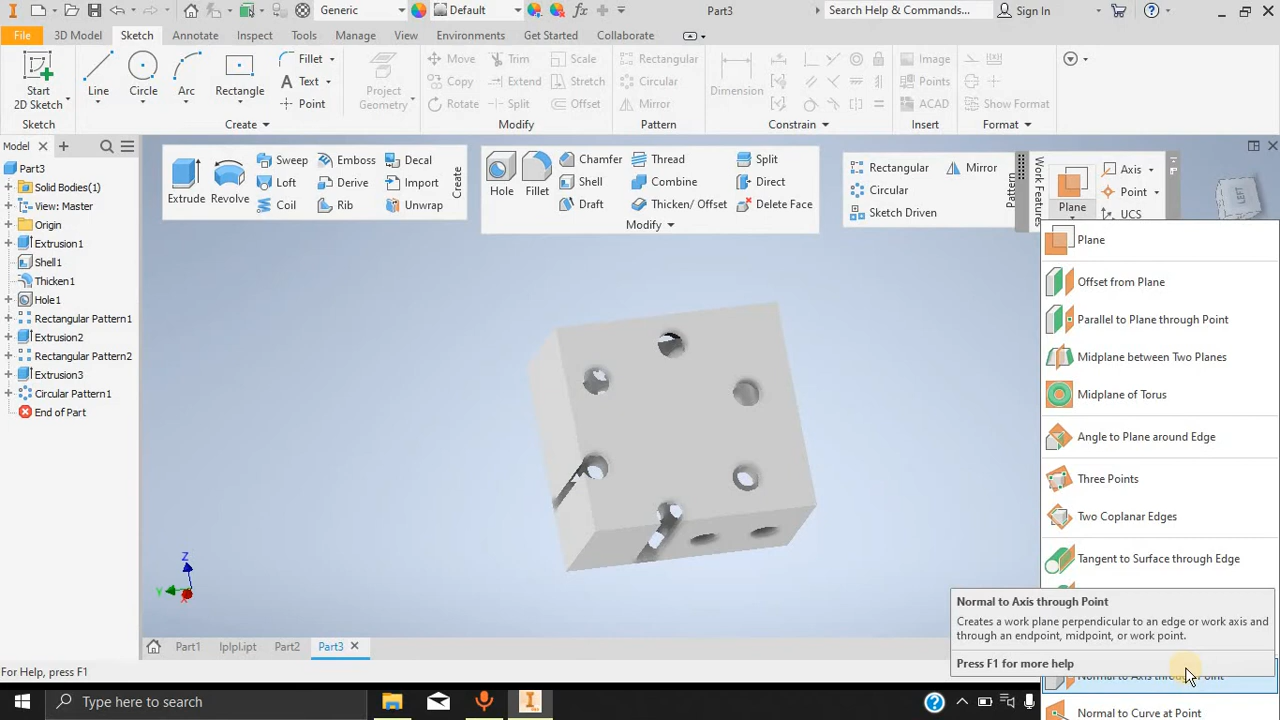 Generic
Default
Part3
Search Help & Commands...
Sign In
File
3D Model
Sketch
Annotate
Inspect
Tools
Manage
View
Environments
Get Started
Collaborate
Start
2D Sketch
Line
Circle
Arc
Rectangle
Fillet
Text
Point
Project
Geometry
Move
Copy
Rotate
Trim
Extend
Split
Scale
Stretch
Offset
Rectangular
Circular
Mirror
Dimension
Image
Points
ACAD
Show Format
Sketch
Create
Modify
Pattern
Constrain
Insert
Format
Model
Part3
Solid Bodies(1)
View: Master
Origin
Extrusion1
Shell1
Thicken1
Hole1
Rectangular Pattern1
Extrusion2
Rectangular Pattern2
Extrusion3
Circular Pattern1
End of Part
Extrude
Revolve
Sweep
Loft
Coil
Emboss
Derive
Rib
Decal
Import
Unwrap
Create
Hole
Fillet
Chamfer
Shell
Draft
Thread
Combine
Thicken/ Offset
Split
Direct
Delete Face
Modify
Rectangular
Mirror
Circular
Sketch Driven
Pattern
Work Features
Plane
Axis
Point
UCS
LEFT
Plane
Offset from Plane
Parallel to Plane through Point
Midplane between Two Planes
Midplane of Torus
Angle to Plane around Edge
Three Points
Two Coplanar Edges
Tangent to Surface through Edge
Normal to Axis through Point
Creates a work plane perpendicular to an edge or work axis and
through an endpoint, midpoint, or work point.
Press F1 for more help
Normal to Axis through Point
Normal to Curve at Point
Z
Y
X
Part1
lplpl.ipt
Part2
Part3
For Help, press F1
Type here to search